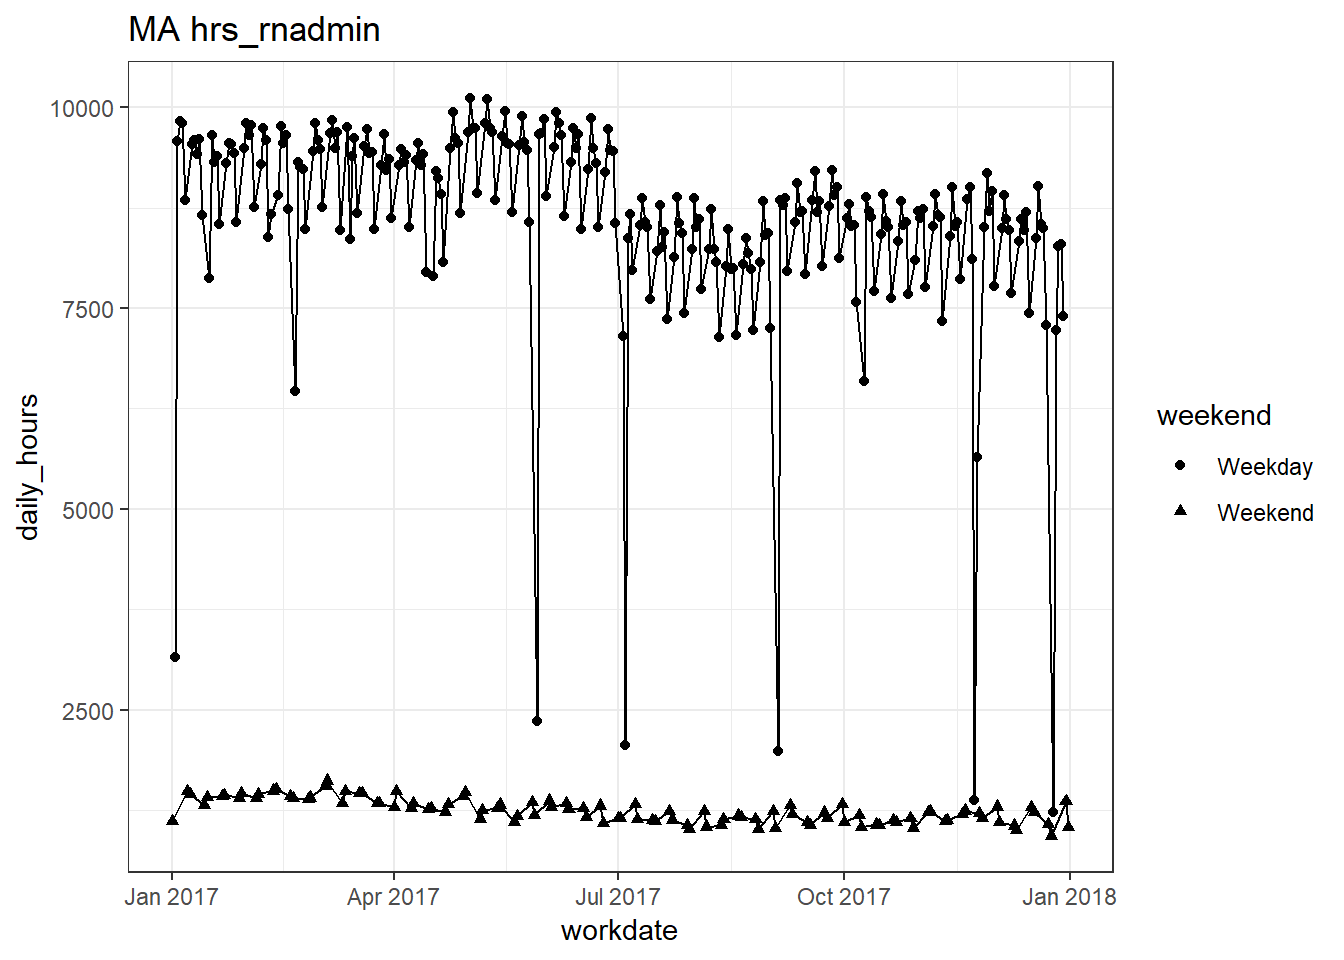 MA hrs_rnadmin
10000
7500
5000
2500
daily_hours
Jan 2017
Apr 2017
Jul 2017
Oct 2017
Jan 2018
workdate
weekend
Weekday
Weekend